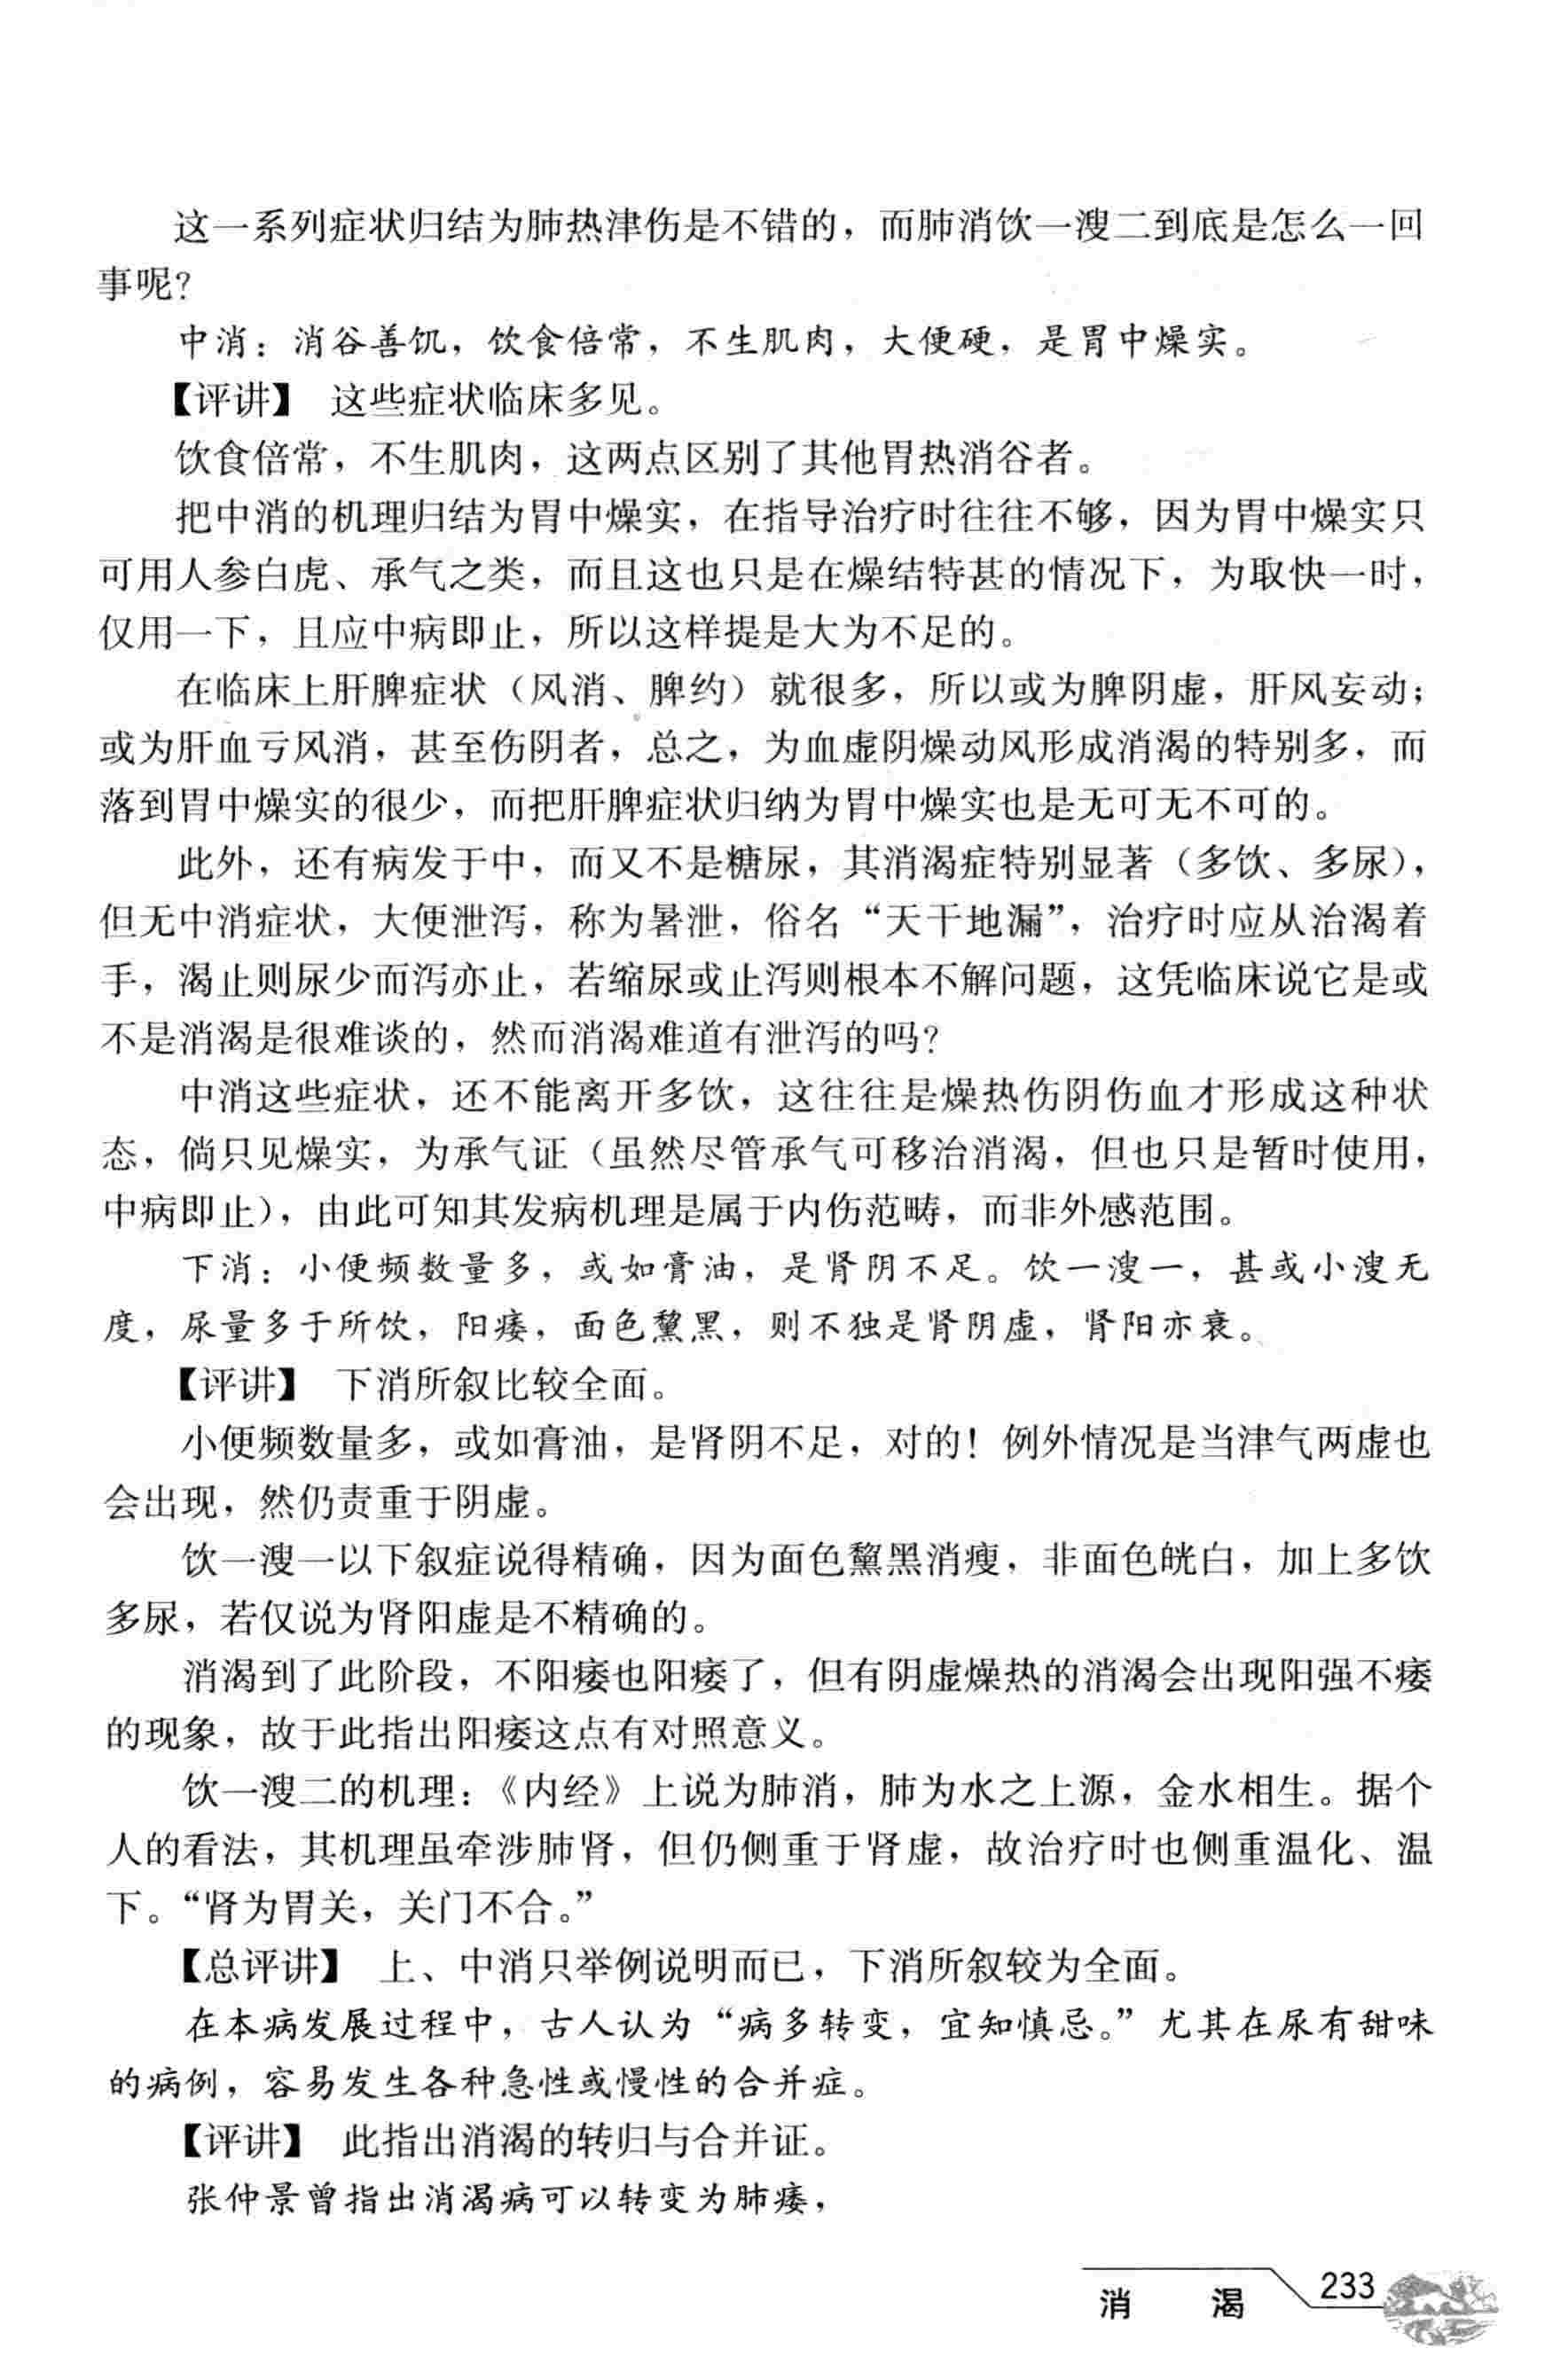 这一系列症状归结为肺热津伤是不错的，而肺消饮一溲二到底是怎么一回
事呢？
中消：消谷善饥，饮食倍常，不生肌肉，大便硬，是胃中燥实。
【评讲】 这些症状临床多见。
饮食倍常，不生肌肉，这两点区别了其他胃热消谷者。
把中消的机理归结为胃中燥实，在指导治疗时往往不够，因为胃中燥实只
可用人参白虎、承气之类，而且这也只是在燥结特甚的情况下，为取快一时，
仅用一下，且应中病即止，所以这样提是大为不足的。
在临床上肝脾症状（风消、脾约）就很多，所以或为脾阴虚，肝风妄动；
或为肝血亏风消，甚至伤阴者，总之，为血虚阴燥动风形成消渴的特别多，而
落到胃中燥实的很少，而把肝脾症状归纳为胃中燥实也是无可无不可的。
此外，还有病发于中，而又不是糖尿，其消渴症特别显著（多饮、多尿），
但无中消症状，大便泄泻，称为暑泄，俗名“天干地漏”，治疗时应从治渴着
手，渴止则尿少而泻亦止，若缩尿或止泻则根本不解问题，这凭临床说它是或
不是消渴是很难谈的，然而消渴难道有泄泻的吗？
中消这些症状，还不能离开多饮，这往往是燥热伤阴伤血才形成这种状
态，倘只见燥实，为承气证（虽然尽管承气可移治消渴，但也只是暂时使用，
中病即止），由此可知其发病机理是属于内伤范畴，而非外感范围。
下消：小便频数量多，或如膏油，是肾阴不足。饮一溲一，甚或小溲无
度，尿量多于所饮，阳痿，面色黧黑，则不独是肾阴虚，肾阳亦衰。
【评讲】 下消所叙比较全面。
小便频数量多，或如膏油，是肾阴不足，对的！例外情况是当津气两虚也
会出现，然仍责重于阴虚。
饮一溲一以下叙症说得精确，因为面色黧黑消瘦，非面色㿠白，加上多饮
多尿，若仅说为肾阳虚是不精确的。
消渴到了此阶段，不阳痿也阳痿了，但有阴虚燥热的消渴会出现阳强不痿
的现象，故于此指出阳痿这点有对照意义。
饮一溲二的机理：《内经》上说为肺消，肺为水之上源，金水相生。据个
人的看法，其机理虽牵涉肺肾，但仍侧重于肾虚，故治疗时也侧重温化、温
下。“肾为胃关，关门不合。”
【总评讲】 上、中消只举例说明而已，下消所叙较为全面。
在本病发展过程中，古人认为“病多转变，宜知慎忌。”尤其在尿有甜味
的病例，容易发生各种急性或慢性的合并症。
【评讲】 此指出消渴的转归与合并证。
张仲景曾指出消渴病可以转变为肺痿，
消 渴 233